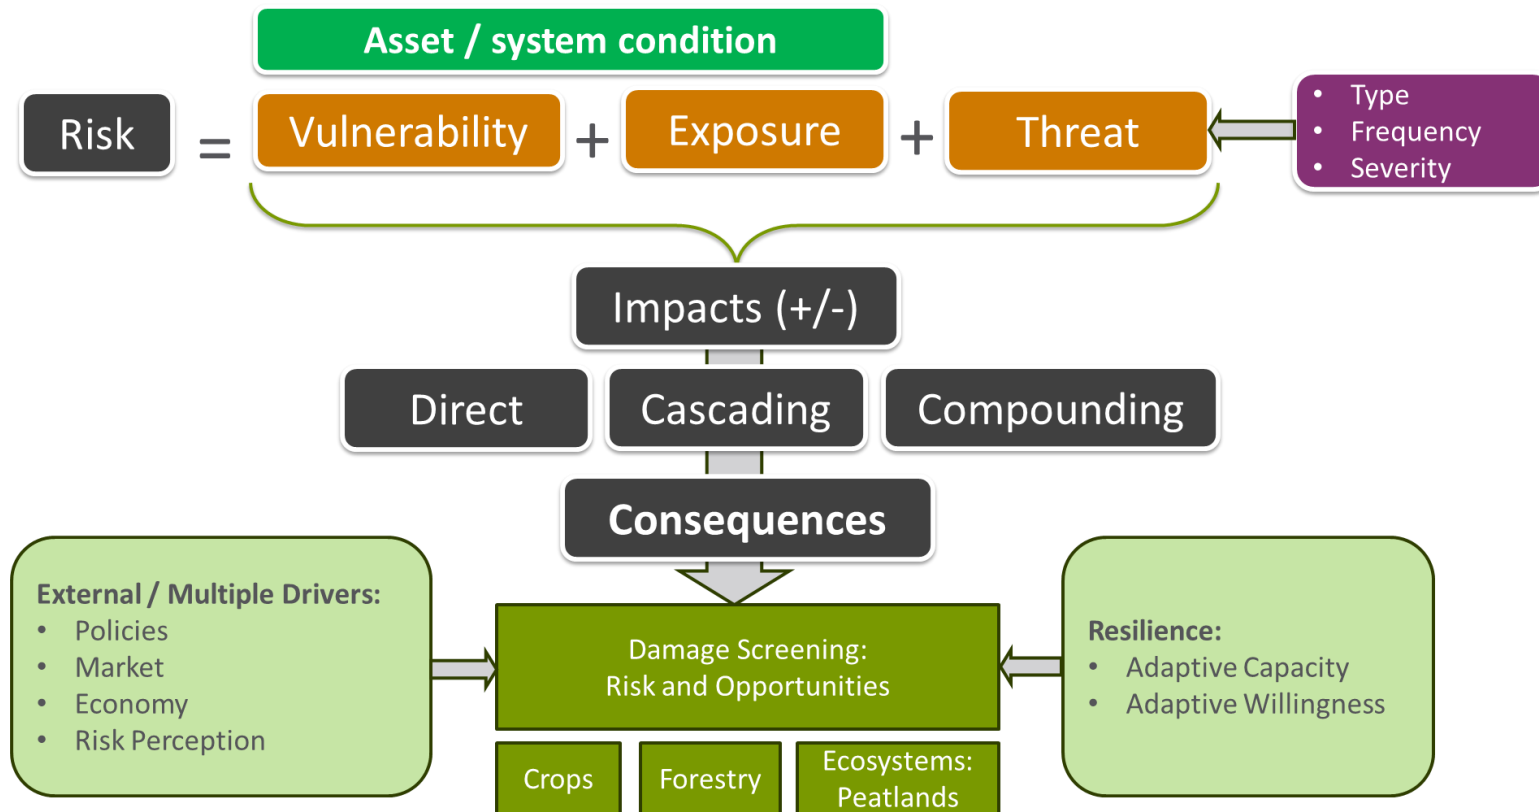 Asset / system condition
Risk = Vulnerability + Exposure + Threat
• Type
• Frequency
• Severity
Impacts (+/-)
Direct
Cascading
Compounding
Consequences
External / Multiple Drivers:
• Policies
• Market
• Economy
• Risk Perception
Damage Screening:
Risk and Opportunities
Resilience:
• Adaptive Capacity
• Adaptive Willingness
Crops
Forestry
Ecosystems:
Peatlands